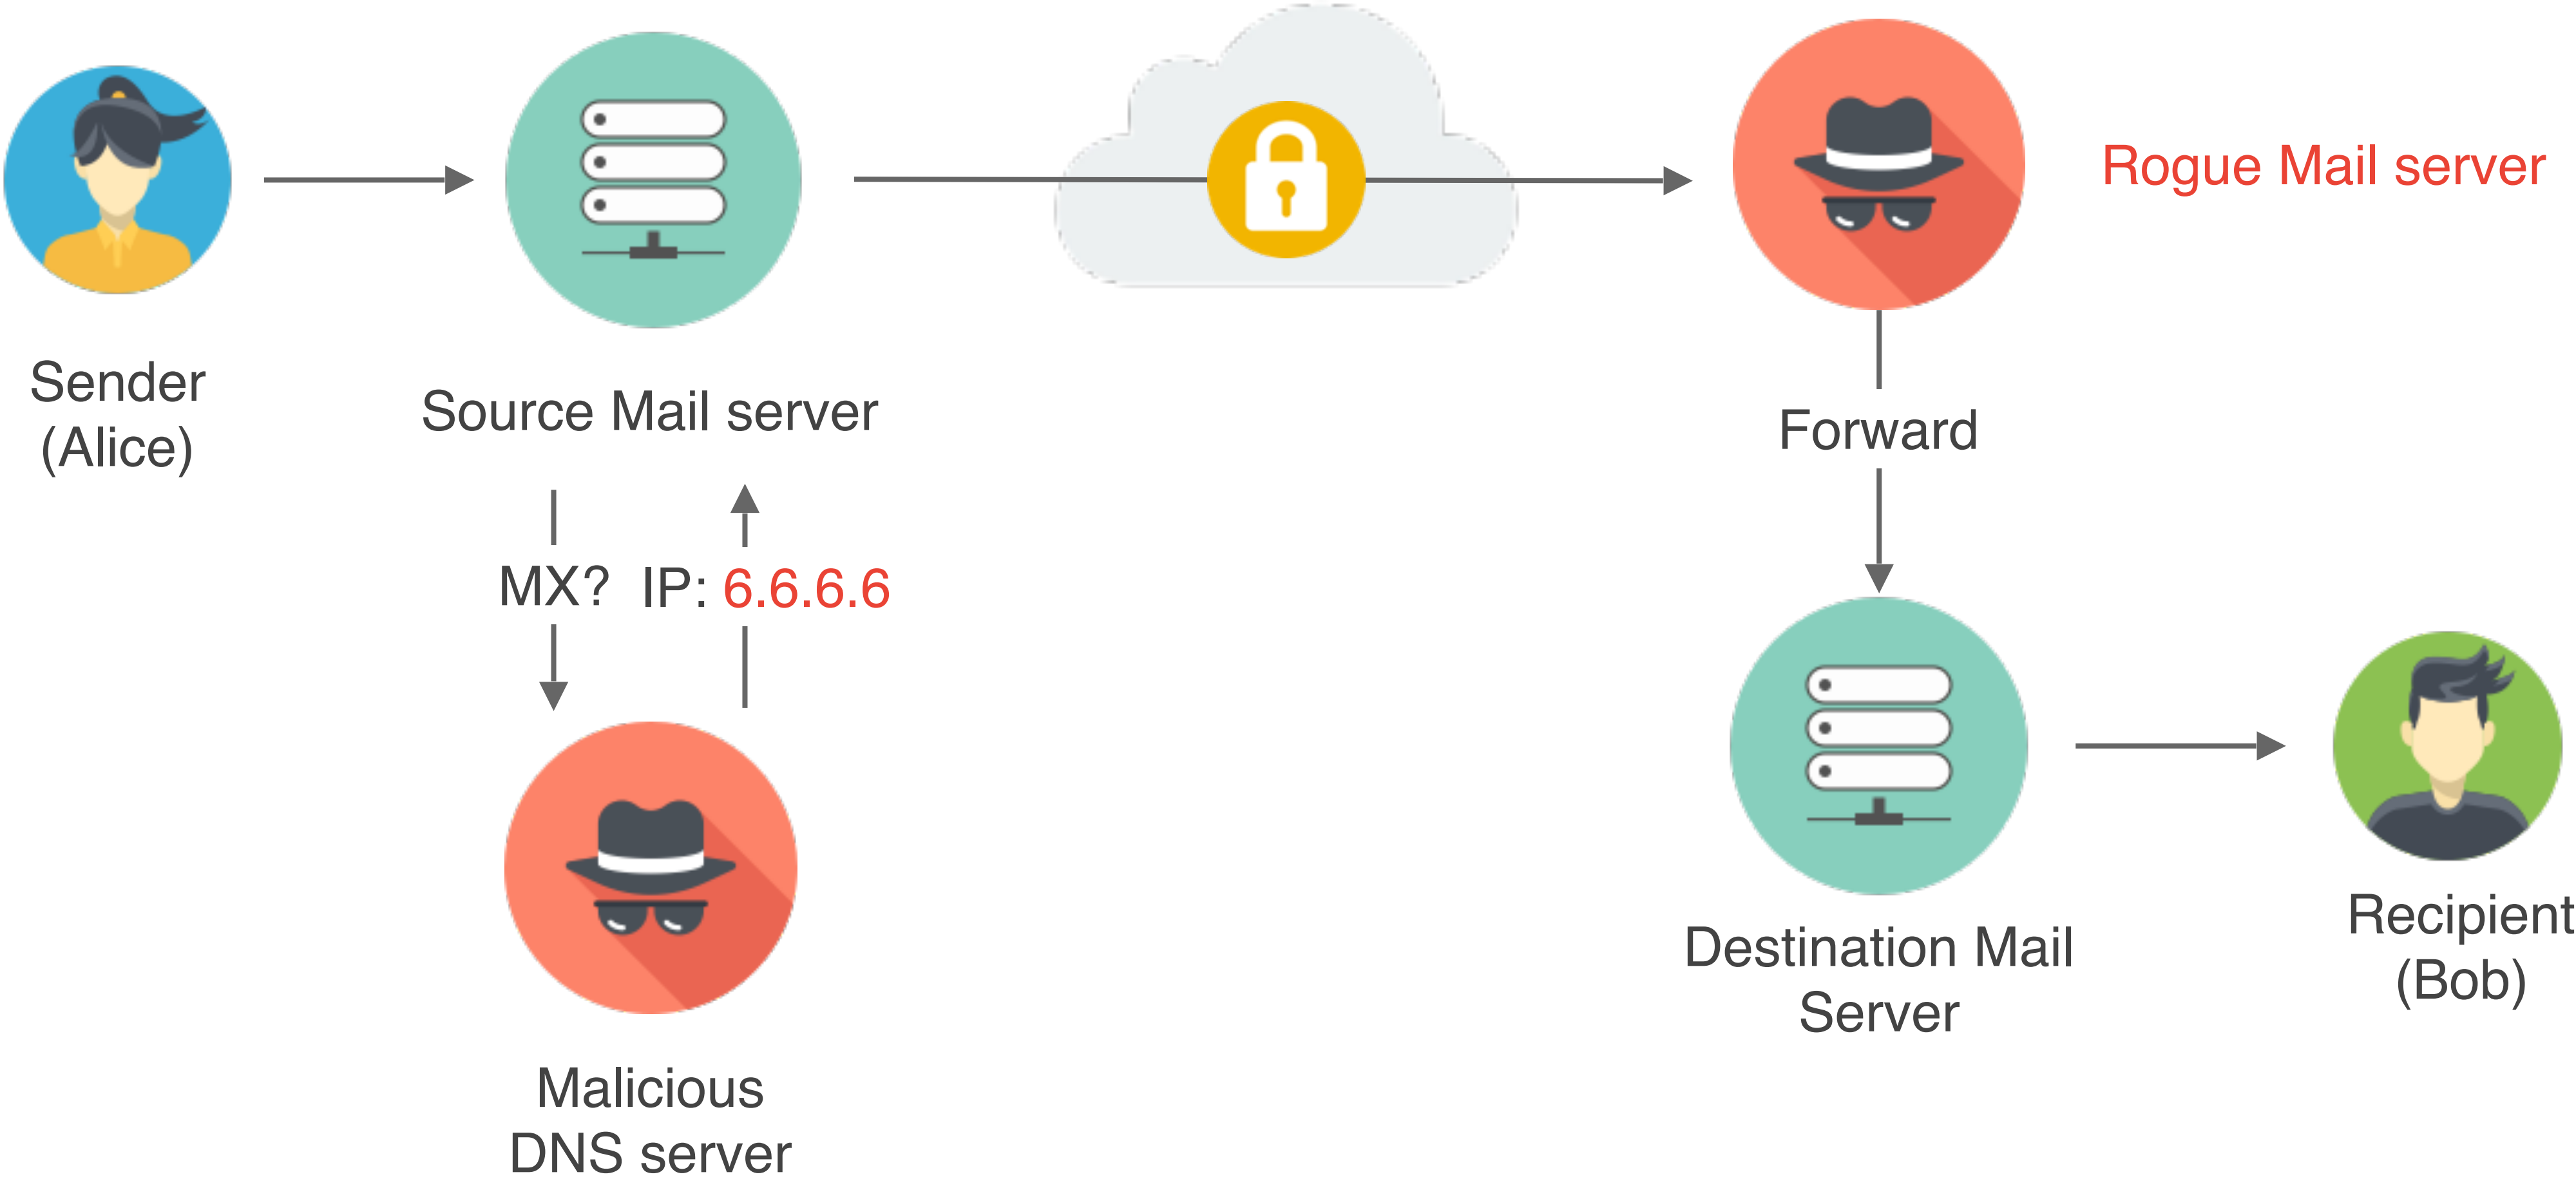 Rogue Mail server
Sender
(Alice)
Source Mail server
Forward
MX? IP: 6.6.6.6
Destination Mail
Server
Recipient
(Bob)
Malicious
DNS server